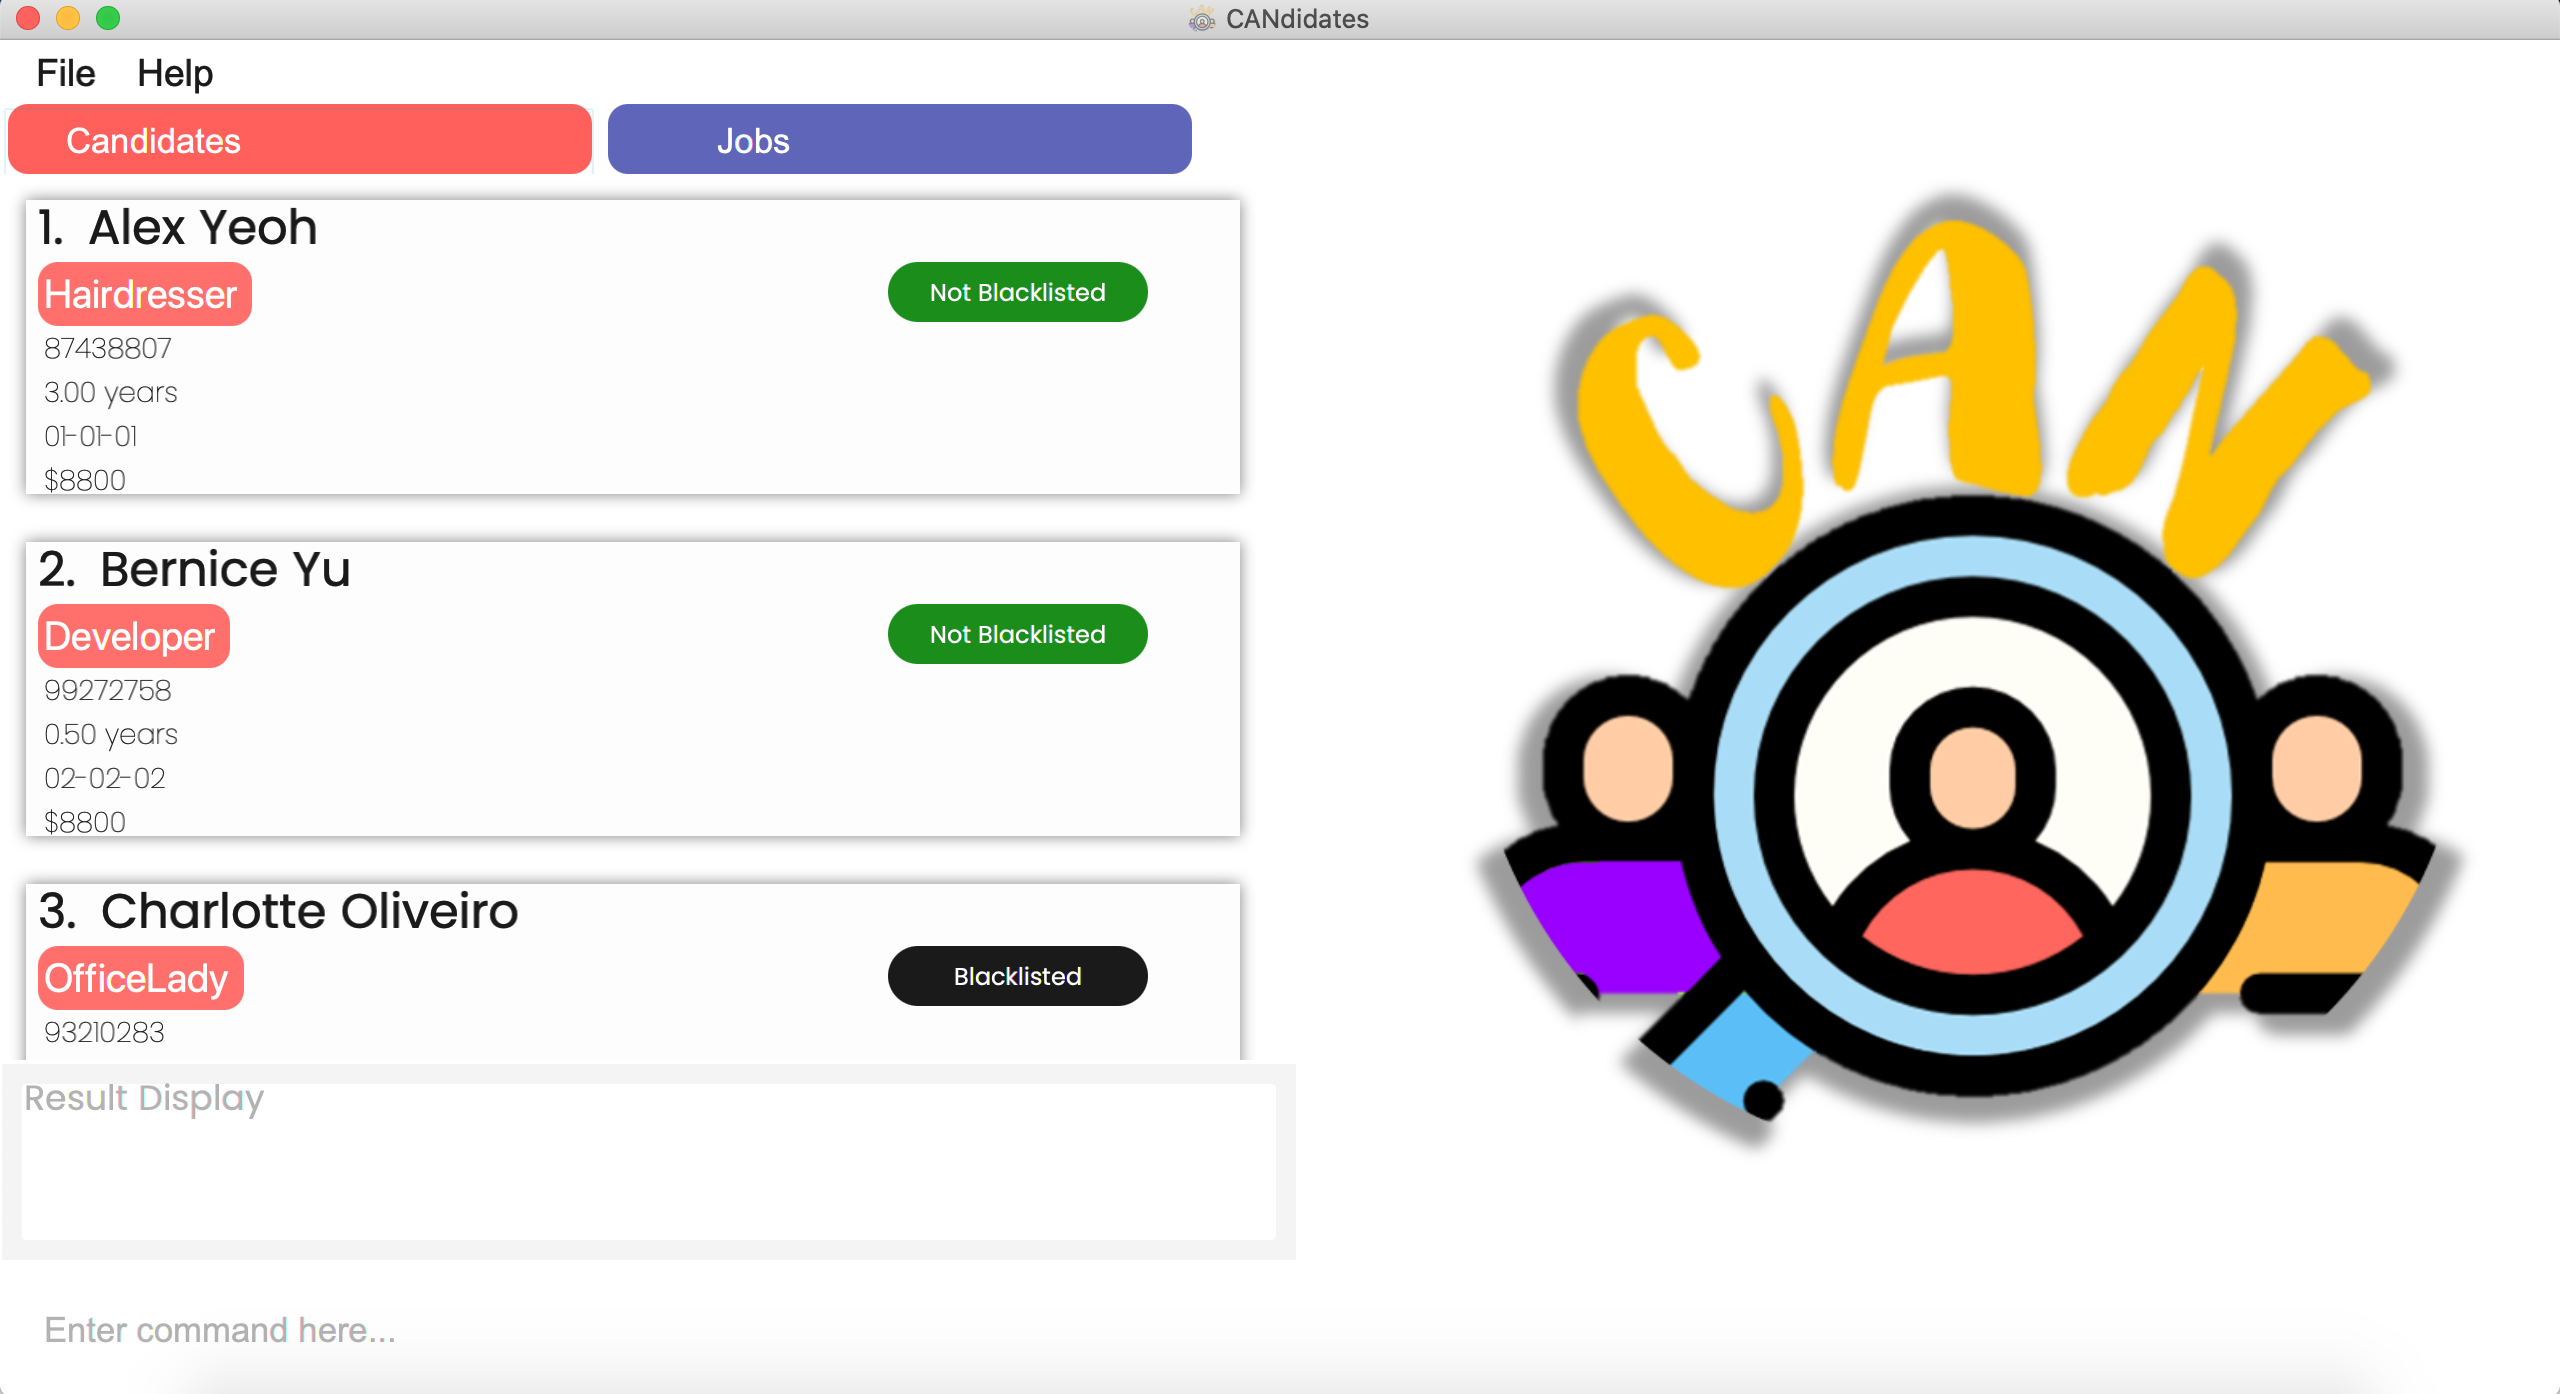 CANdidates
File Help
Candidates Jobs
1. Alex Yeoh
Hairdresser
Not Blacklisted
87438807
3.00 years
01-01-01
$8800
2. Bernice Yu
Developer
Not Blacklisted
99272758
0.50 years
02-02-02
$8800
3. Charlotte Oliveiro
OfficeLady
Blacklisted
93210283
Result Display
Enter command here...
CAN